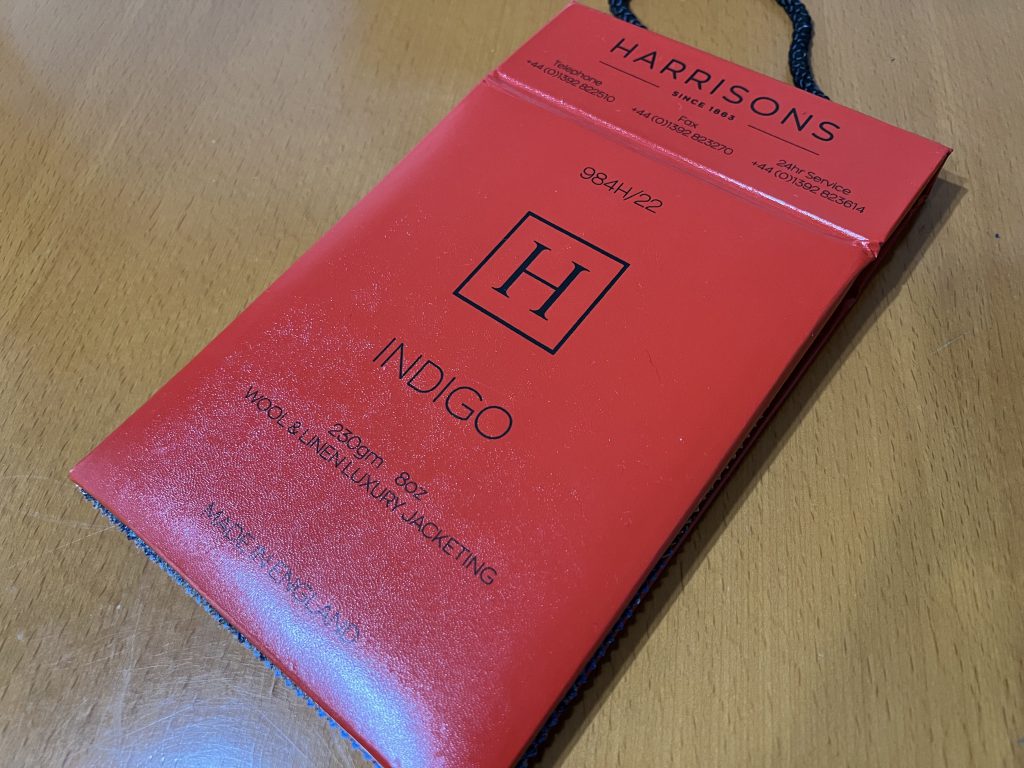 HARRISONS
SINCE 1863
Telephone
+44 (0)1392 822510
Fax
+44 (0)1392 823270
24hr Service
+44 (0)1392 823614
984H/22
H
INDIGO
230gm 8oz
WOOL & LINEN LUXURY JACKETING
MADE IN ENGLAND